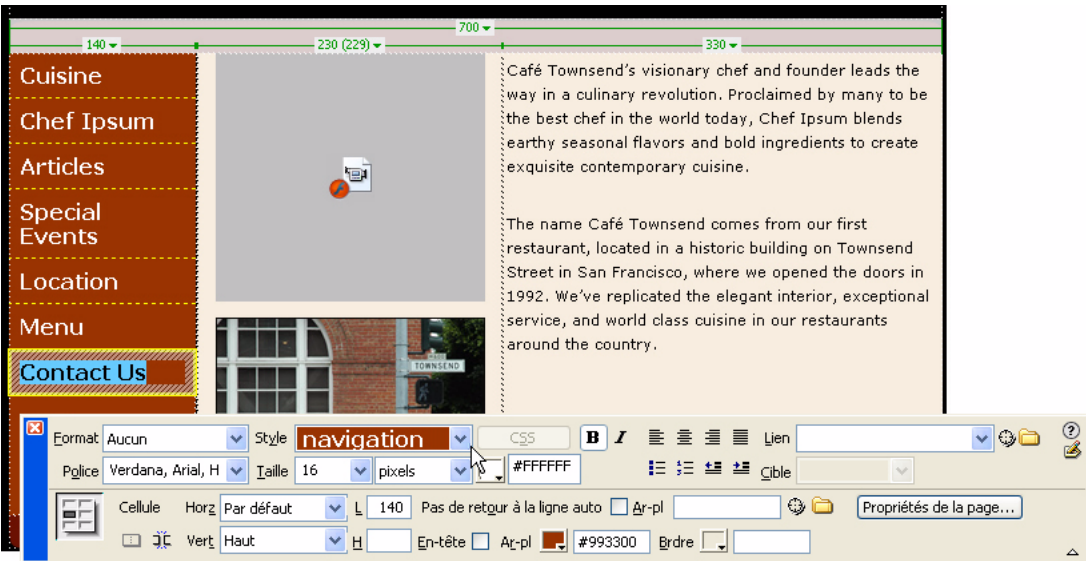 700
140
230 (229)
330
Cuisine
Chef Ipsum
Articles
Special
Events
Location
Menu
Contact Us
Café Townsend's visionary chef and founder leads the
way in a culinary revolution. Proclaimed by many to be
the best chef in the world today, Chef Ipsum blends
earthy seasonal flavors and bold ingredients to create
exquisite contemporary cuisine.
The name Café Townsend comes from our first
restaurant, located in a historic building on Townsend
Street in San Francisco, where we opened the doors in
1992. We've replicated the elegant interior, exceptional
service, and world class cuisine in our restaurants
around the country.
TOWNSEND
Format Aucun Style navigation CSS B I Lien
Police Verdana, Arial, H Taille 16 pixels #FFFFFF Cible
Cellule Horz Par défaut L 140 Pas de retour à la ligne auto Ar-pl Propriétés de la page...
Vert Haut H En-tête Ar-pl #993300 Brdre